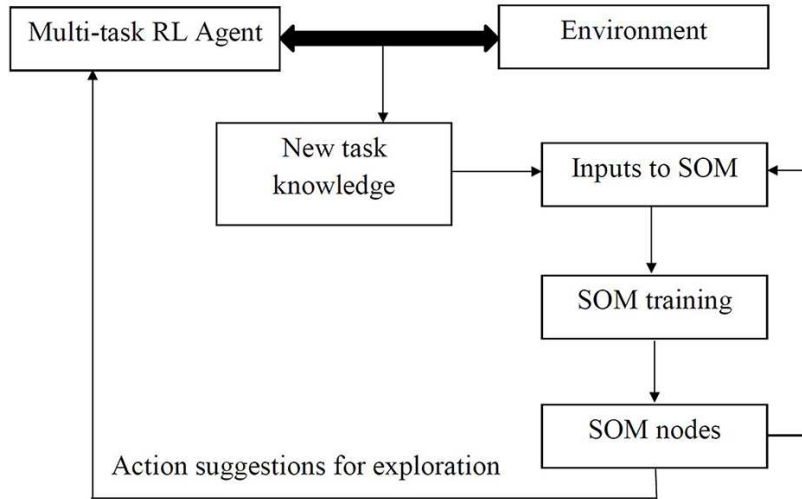 Multi-task RL Agent
Environment
New task
knowledge
Inputs to SOM
SOM training
SOM nodes
Action suggestions for exploration